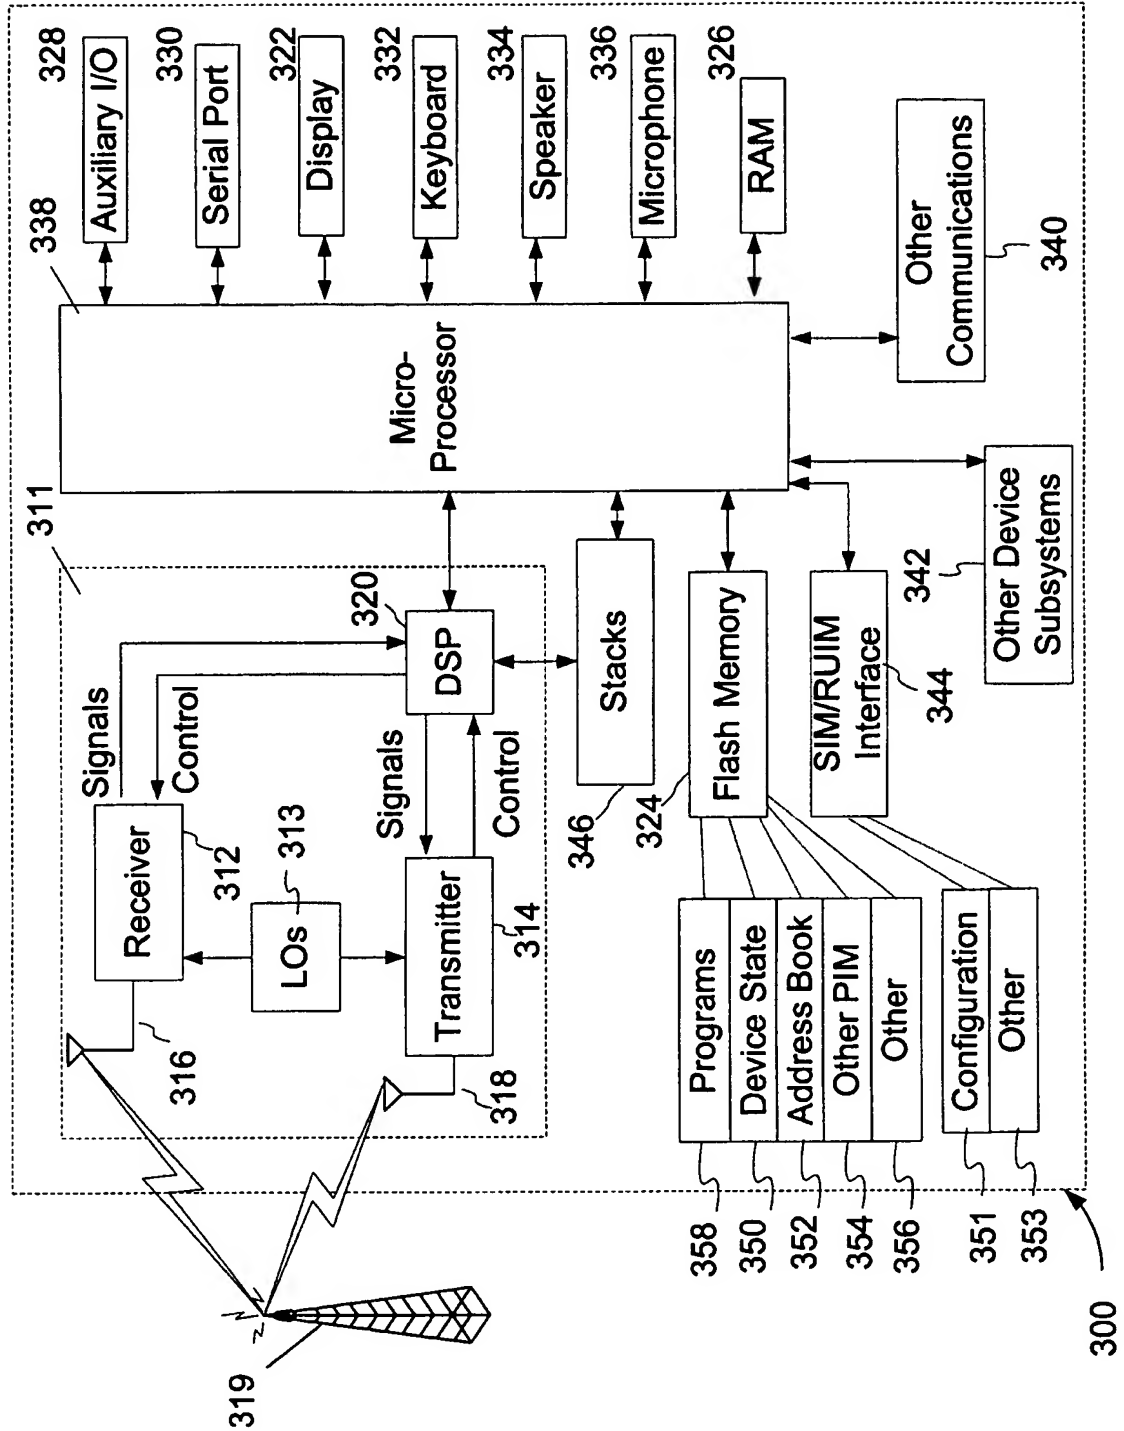 328
Auxiliary I/O
330
Serial Port
322
Display
332
Keyboard
334
Speaker
336
Microphone
326
RAM
338
Micro-
Processor
Other
Communications
340
311
320
DSP
Signals
Control
Signals
Control
Receiver
312
LOs
313
Transmitter
314
316
318
319
Stacks
346
Flash Memory
324
SIM/RUIM
Interface
344
342
Other Device
Subsystems
Programs
Device State
Address Book
Other PIM
Other
358
350
352
354
356
Configuration
Other
351
353
300